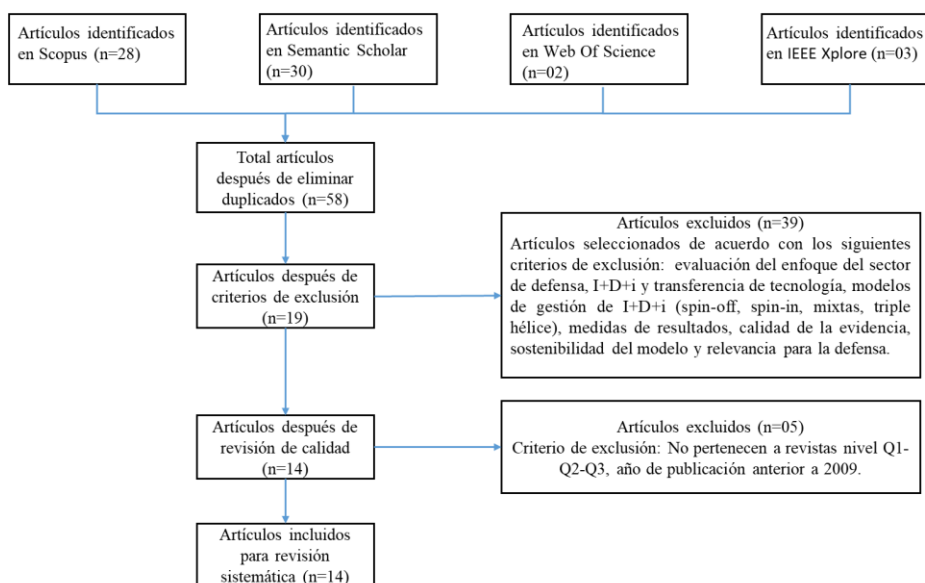 Artículos identificados
en Scopus (n=28)
Artículos identificados
en Semantic Scholar
(n=30)
Artículos identificados
en Web Of Science
(n=02)
Artículos identificados
en IEEE Xplore (n=03)
Total artículos
después de eliminar
duplicados (n=58)
Artículos después de
criterios de exclusión
(n=19)
Artículos excluidos (n=39)
Artículos seleccionados de acuerdo con los siguientes
criterios de exclusión: evaluación del enfoque del sector
de defensa, I+D+i y transferencia de tecnología, modelos
de gestión de I+D+i (spin-off, spin-in, mixtas, triple
hélice), medidas de resultados, calidad de la evidencia,
sostenibilidad del modelo y relevancia para la defensa.
Artículos después de
revisión de calidad
(n=14)
Artículos excluidos (n=05)
Criterio de exclusión: No pertenecen a revistas nivel Q1-
Q2-Q3, año de publicación anterior a 2009.
Artículos incluidos
para revisión
sistemática (n=14)